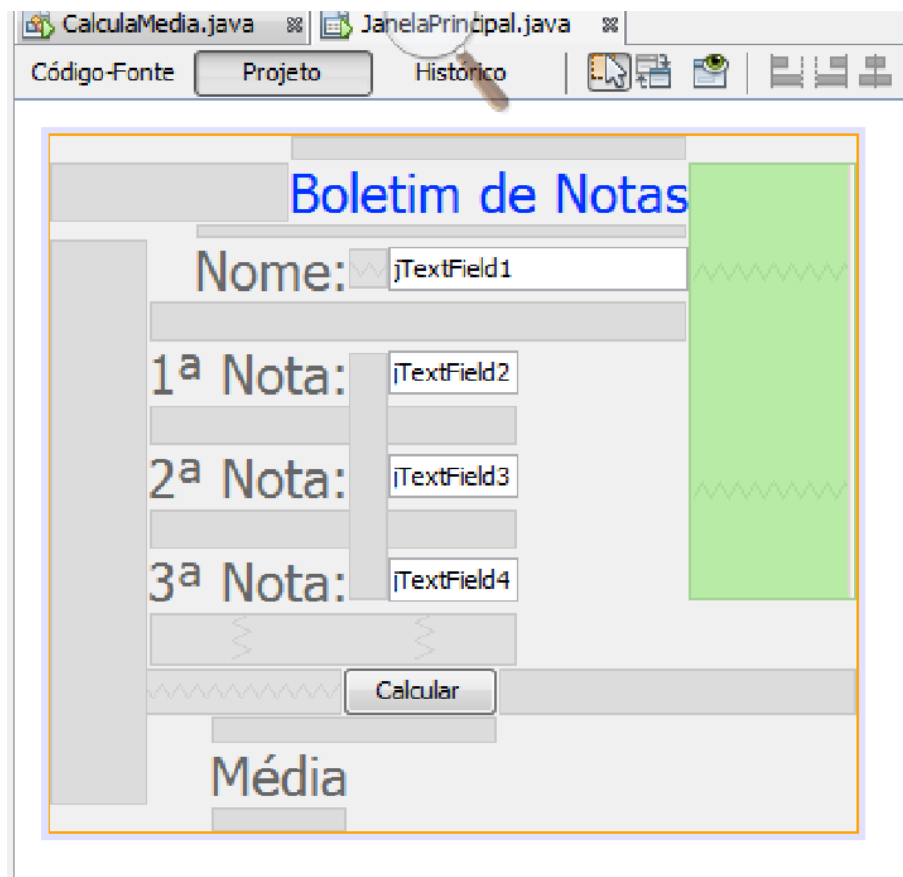 CalculaMedia.java JanelaPrincipal.java
Código-Fonte Projeto Histórico
Boletim de Notas
Nome: jTextField1
1ª Nota: jTextField2
2ª Nota: jTextField3
3ª Nota: jTextField4
Calcular
Média